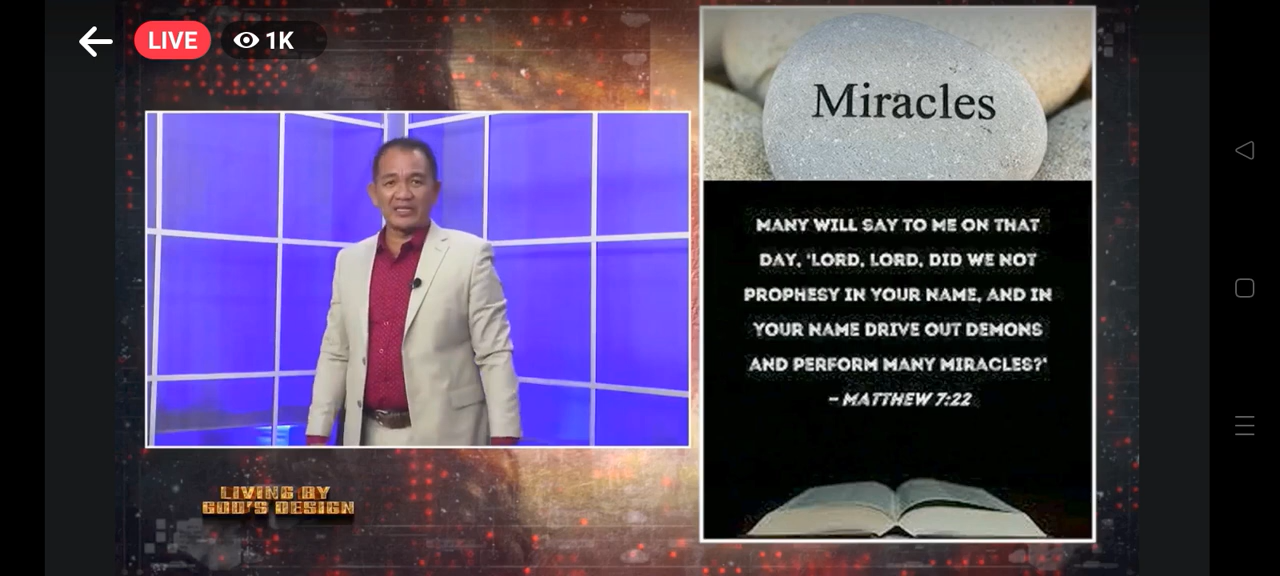 LIVE 1K
Miracles
MANY WILL SAY TO ME ON THAT
DAY, 'LORD, LORD, DID WE NOT
PROPHESY IN YOUR NAME, AND IN
YOUR NAME DRIVE OUT DEMONS
AND PERFORM MANY MIRACLES?'
– MATTHEW 7:22
LIVING BY
GOD'S DESIGN